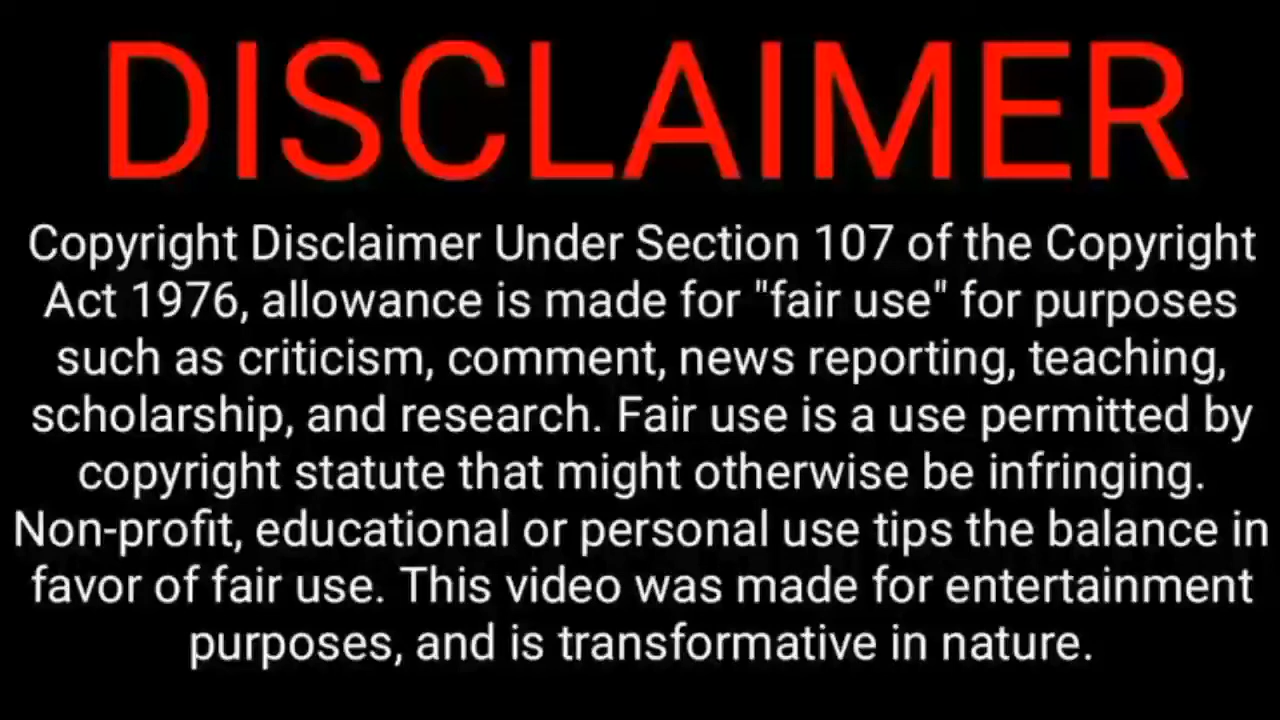 DISCLAIMER
Copyright Disclaimer Under Section 107 of the Copyright
Act 1976, allowance is made for "fair use" for purposes
such as criticism, comment, news reporting, teaching,
scholarship, and research. Fair use is a use permitted by
copyright statute that might otherwise be infringing.
Non-profit, educational or personal use tips the balance in
favor of fair use. This video was made for entertainment
purposes, and is transformative in nature.